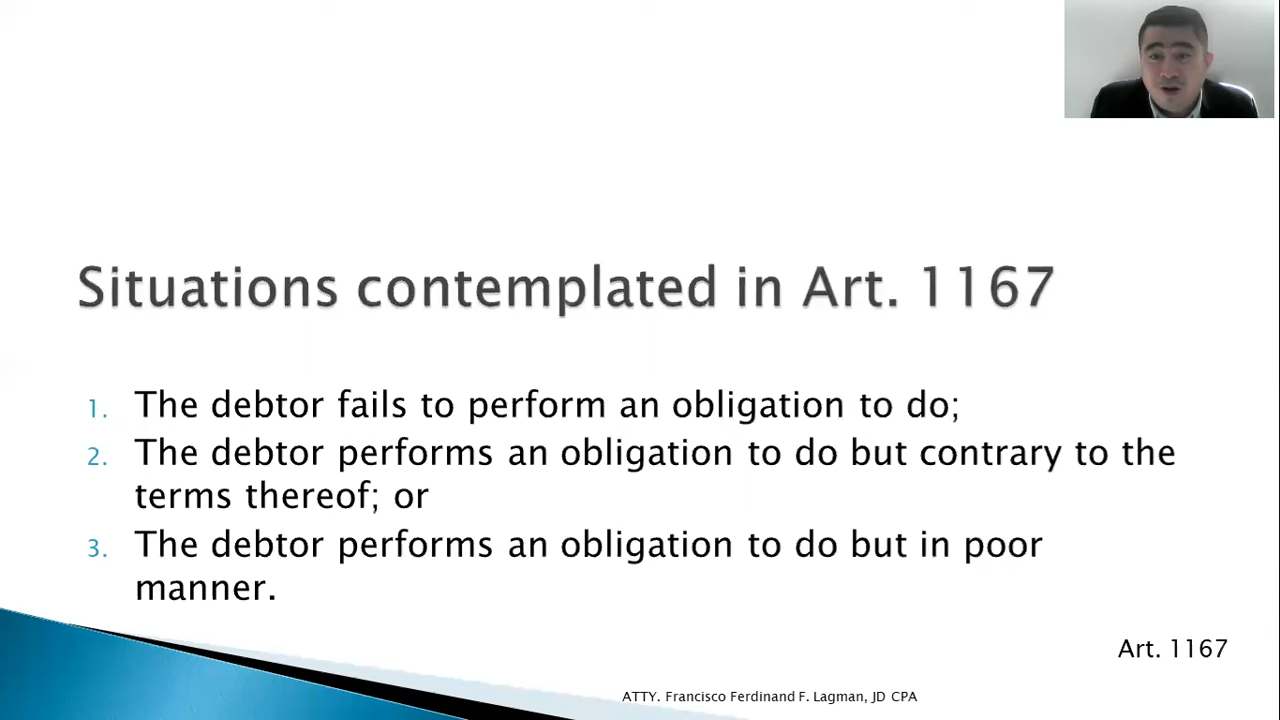 Situations contemplated in Art. 1167
1. The debtor fails to perform an obligation to do;
2. The debtor performs an obligation to do but contrary to the
terms thereof; or
3. The debtor performs an obligation to do but in poor
manner.
Art. 1167
ATTY. Francisco Ferdinand F. Lagman, JD CPA